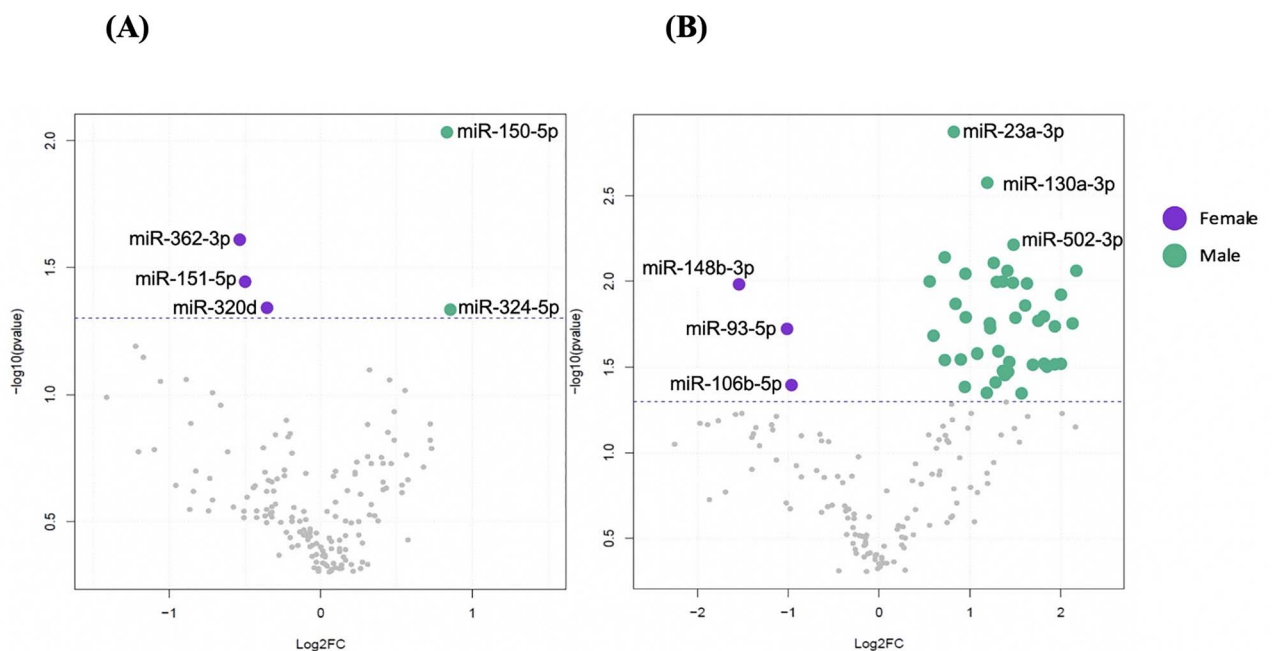 (A)
(B)
miR-150-5p
miR-362-3p
miR-151-5p
miR-320d
miR-324-5p
2.0
1.5
1.0
0.5
-log10(pvalue)
−1
0
1
Log2FC
miR-23a-3p
miR-130a-3p
miR-502-3p
miR-148b-3p
miR-93-5p
miR-106b-5p
2.5
2.0
1.5
1.0
0.5
-log10(pvalue)
−2
−1
0
1
2
Log2FC
Female
Male